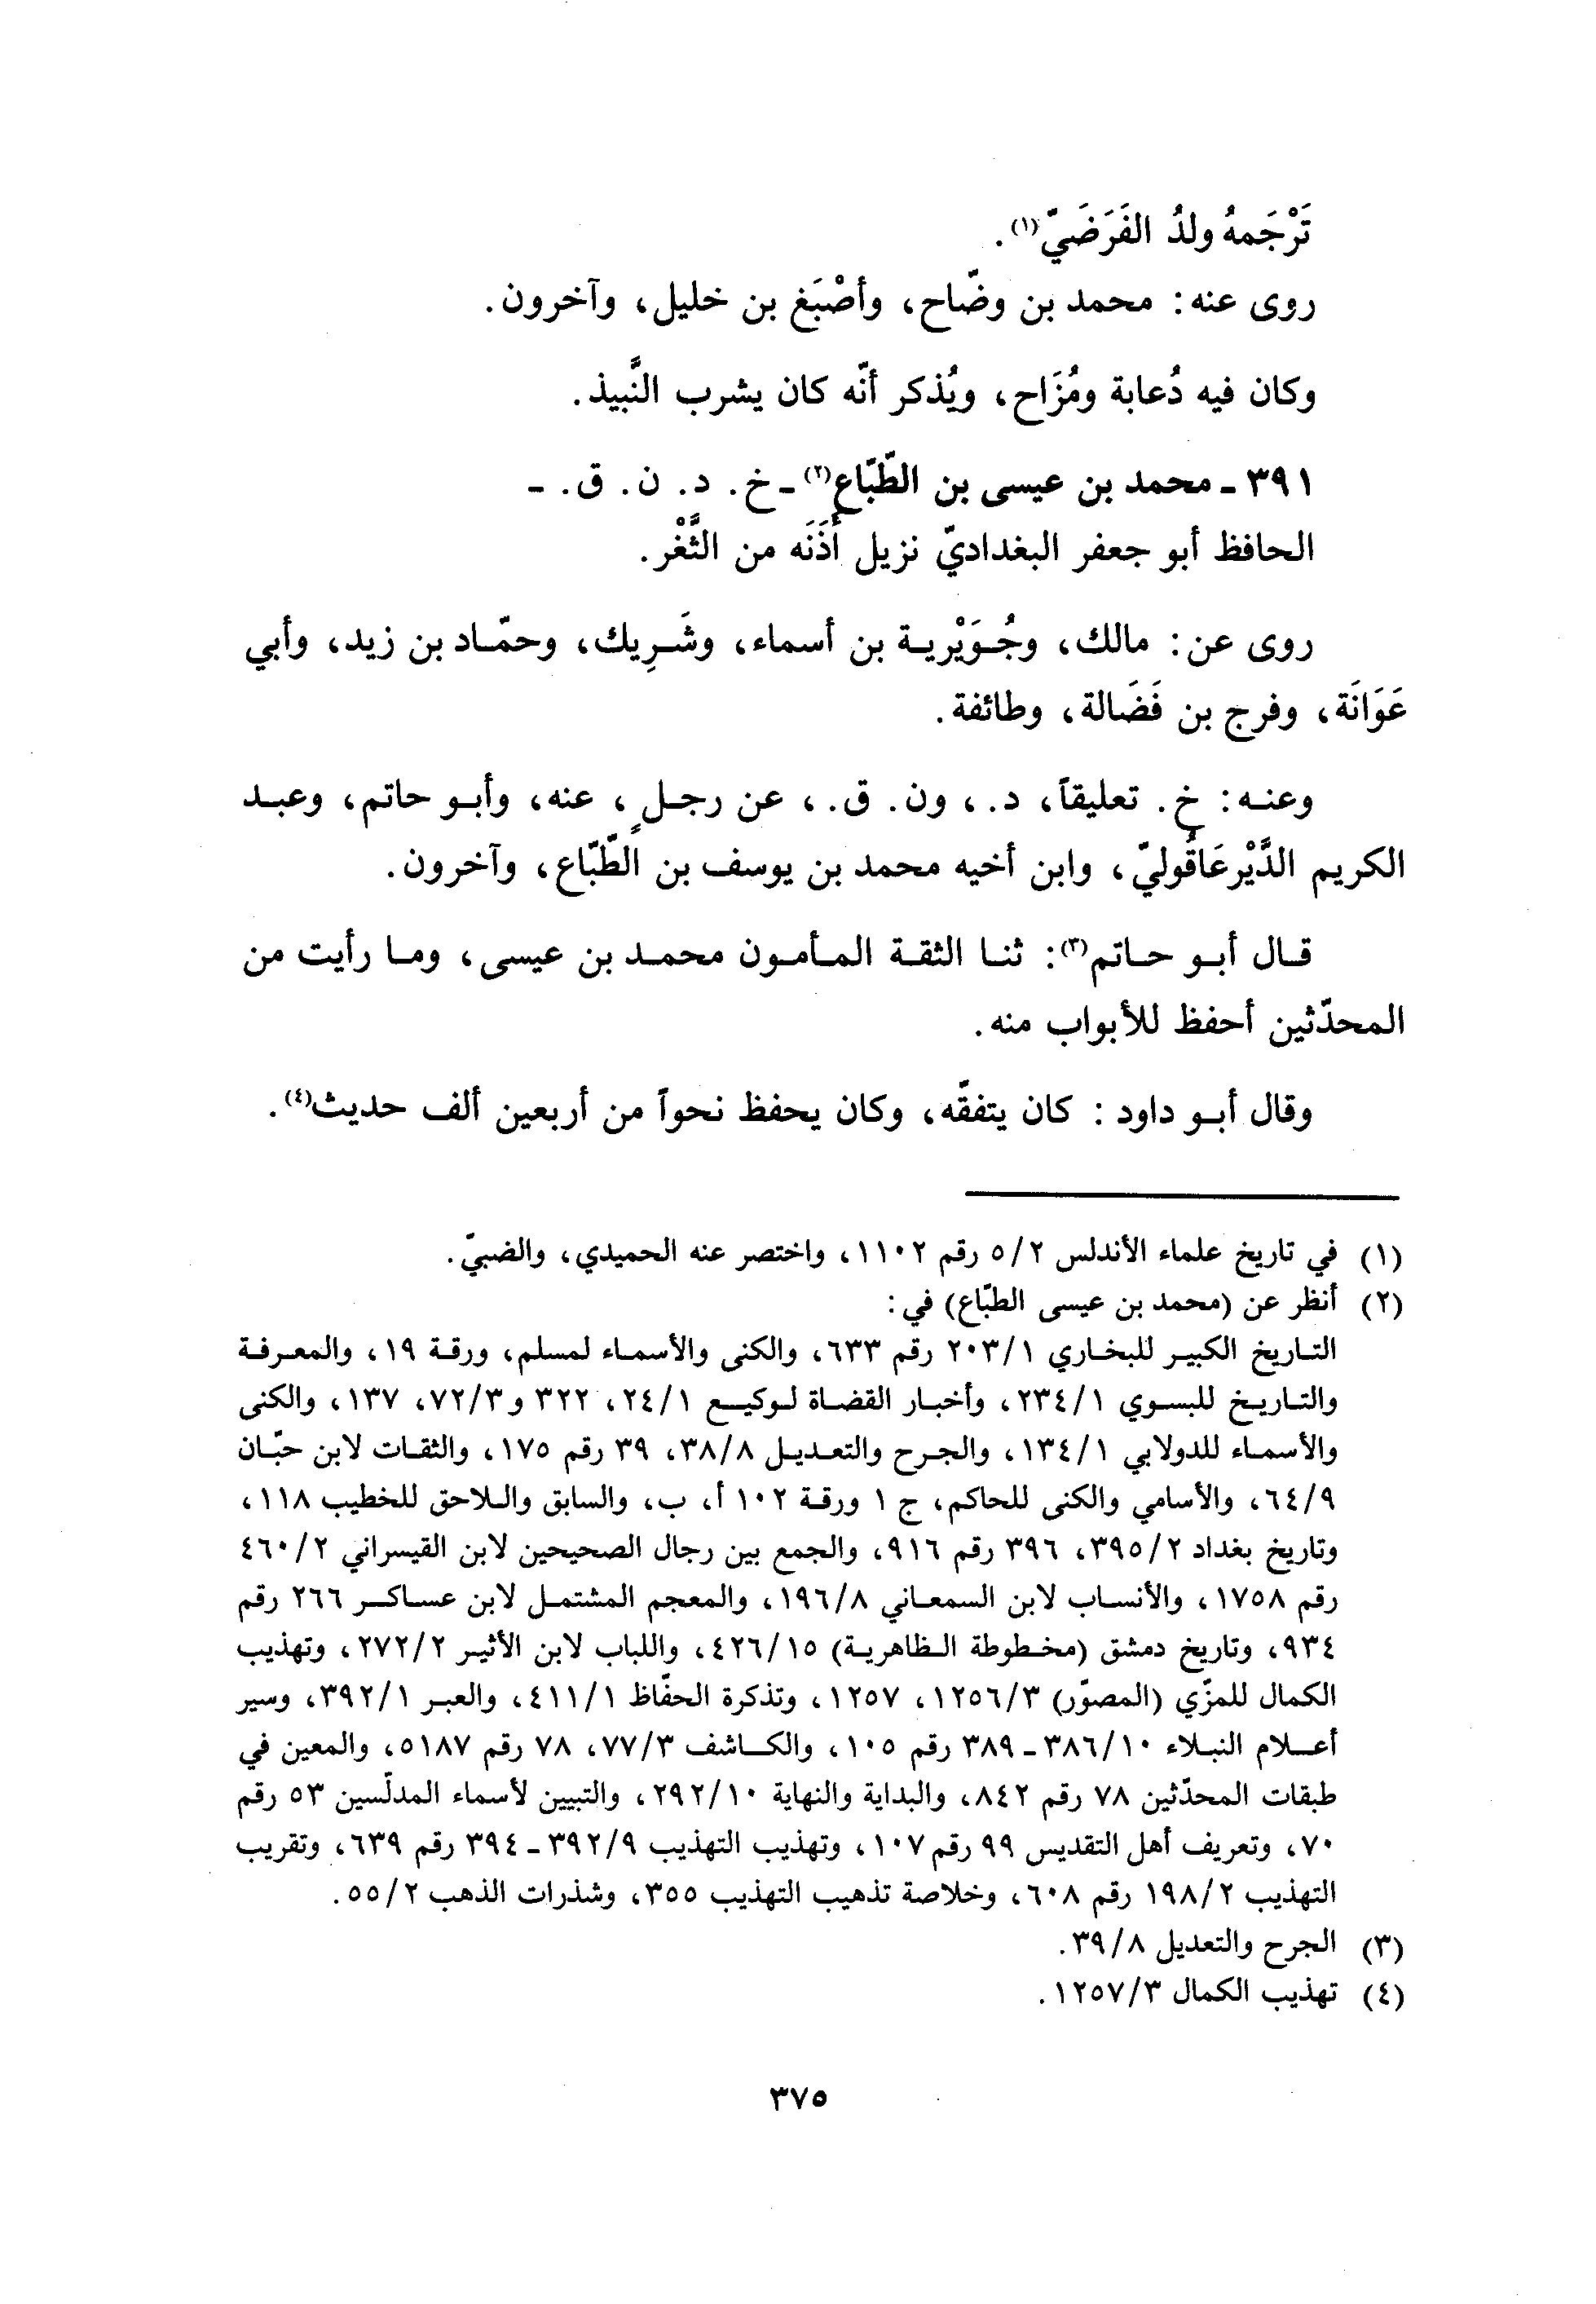 تَرْجَمهُ ولدُ الفَرَضَيّ(١).
روى عنه: محمد بن وضّاح، وأصْبَغ بن خليل، وآخرون.
وكان فيه دُعابة ومُزَاح، ويُذكر أنّه كان يشرب النَّبيذ.
٣٩١ - محمد بن عيسى بن الطّبّاع(٢) - خ. د. ن. ق. -
الحافظ أبو جعفر البغداديّ نزيل أَذَنَه من الثَّغْر.
روى عن: مالك، وجُوَيْرية بن أسماء، وشَرِيك، وحمّاد بن زيد، وأبي
عَوَانَة، وفرج بن فَضَالة، وطائفة.
وعنه: خ. تعليقاً، د.، ون. ق.، عن رجلٍ، عنه، وأبو حاتم، وعبد
الكريم الدَّيْرعَاقُوليّ، وابن أخيه محمد بن يوسف بن الطّبّاع، وآخرون.
قال أبو حاتم(٣): ثنا الثقة المأمون محمد بن عيسى، وما رأيت من
المحدّثين أحفظ للأبواب منه.
وقال أبو داود: كان يتفقّه، وكان يحفظ نحواً من أربعين ألف حديث(٤).
(١) في تاريخ علماء الأندلس ٥/٢ رقم ١١٠٢، واختصر عنه الحميدي، والضبيّ.
(٢) أنظر عن (محمد بن عيسى الطبّاع) في:
التاريخ الكبير للبخاري ٢٠٣/١ رقم ٦٣٣، والكنى والأسماء لمسلم، ورقة ١٩، والمعرفة
والتاريخ للبسوي ٢٣٤/١، وأخبار القضاة لوكيع ٢٤/١، ٣٢٢ و٧٢/٣، ١٣٧، والكنى
والأسماء للدولابي ١٣٤/١، والجرح والتعديل ٣٨/٨، ٣٩ رقم ١٧٥، والثقات لابن حبّان
٦٤/٩، والأسامي والكنى للحاكم، ج ١ ورقة ١٠٢ أ، ب، والسابق واللاحق للخطيب ١١٨،
وتاريخ بغداد ٣٩٥/٢، ٣٩٦ رقم ٩١٦، والجمع بين رجال الصحيحين لابن القيسراني ٤٦٠/٢
رقم ١٧٥٨، والأنساب لابن السمعاني ١٩٦/٨، والمعجم المشتمل لابن عساكر ٢٦٦ رقم
٩٣٤، وتاريخ دمشق (مخطوطة الظاهرية) ٤٢٦/١٥، واللباب لابن الأثير ٢٧٢/٢، وتهذيب
الكمال للمزّي (المصوّر) ١٢٥٦/٣، ١٢٥٧، وتذكرة الحفّاظ ٤١١/١، والعبر ٣٩٢/١، وسير
أعلام النبلاء ٣٨٦/١٠ - ٣٨٩ رقم ١٠٥، والكاشف ٧٧/٣، ٧٨ رقم ٥١٨٧، والمعين في
طبقات المحدّثين ٧٨ رقم ٨٤٢، والبداية والنهاية ٢٩٢/١٠، والتبيين لأسماء المدلّسين ٥٣ رقم
٧٠، وتعريف أهل التقديس ٩٩ رقم ١٠٧، وتهذيب التهذيب ٣٩٢/٩ - ٣٩٤ رقم ٦٣٩، وتقريب
التهذيب ١٩٨/٢ رقم ٦٠٨، وخلاصة تذهيب التهذيب ٣٥٥، وشذرات الذهب ٥٥/٢.
(٣) الجرح والتعديل ٣٩/٨.
(٤) تهذيب الكمال ١٢٥٧/٣.
٣٧٥